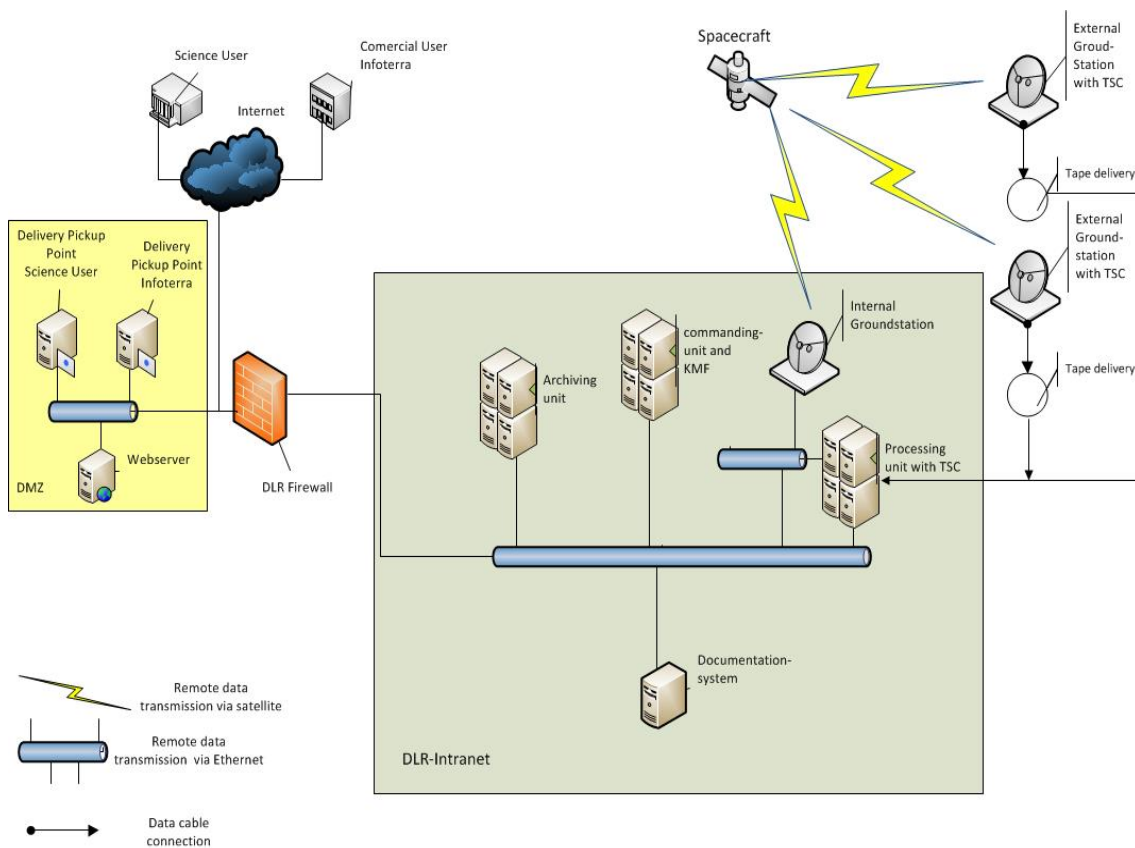 Science User
Comercial User
Infoterra
Internet
Spacecraft
External
Groud-
Station
with TSC
Tape delivery
External
Ground-
station
with TSC
Tape delivery
Delivery Pickup
Point
Science User
Delivery
Pickup Point
Infoterra
Webserver
DMZ
DLR Firewall
Archiving
unit
commanding-
unit and
KMF
Internal
Groundstation
Processing
unit with TSC
Documentation-
system
DLR-Intranet
Remote data
transmission via satellite
Remote data
transmission via Ethernet
Data cable
connection